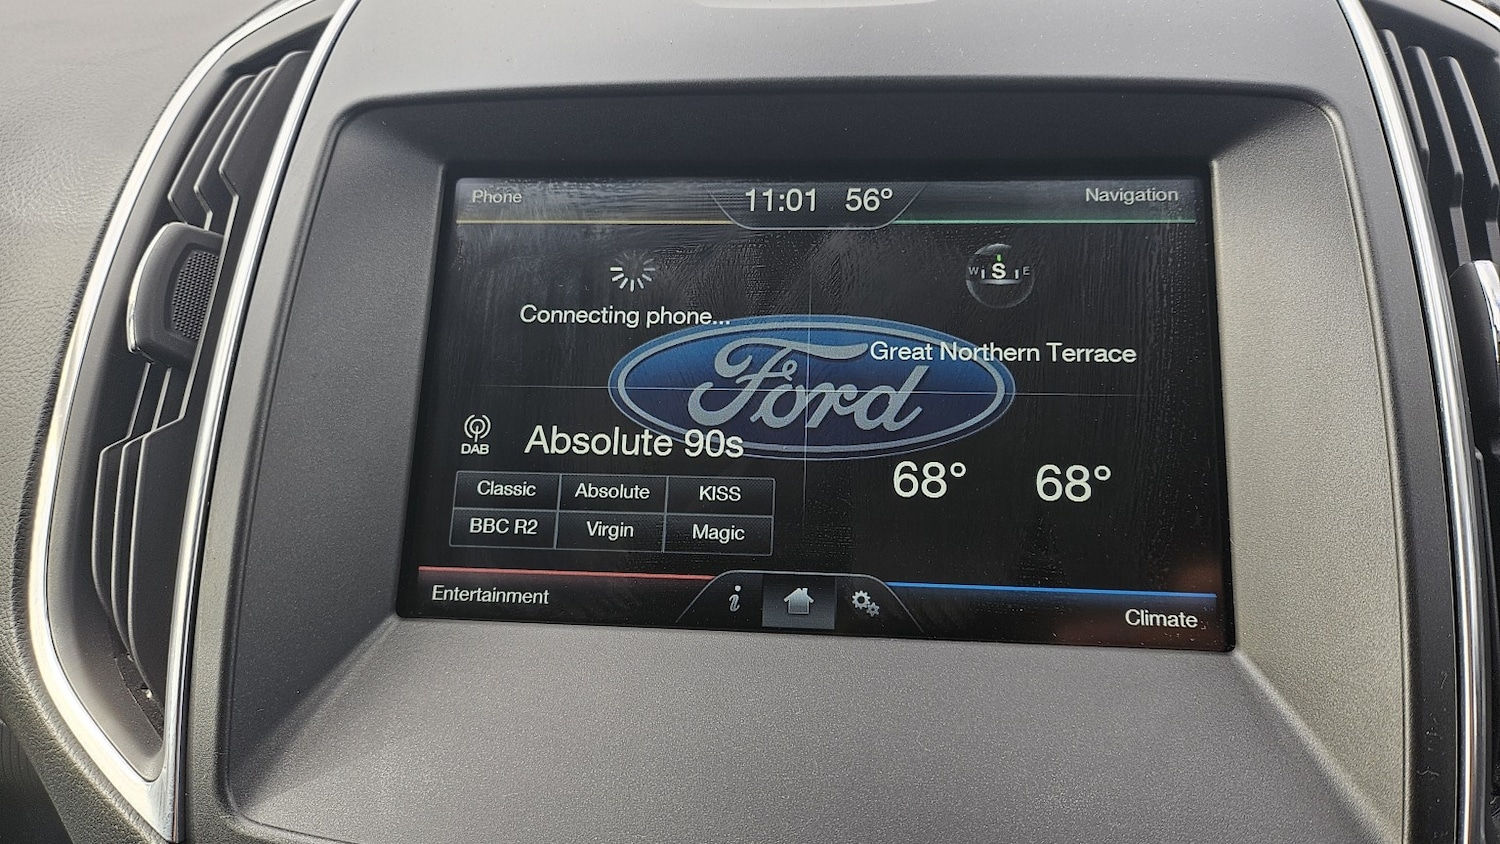 Phone
11:01 56°
Navigation
W S E
Connecting phone...
Great Northern Terrace
Ford
DAB
Absolute 90s
68° 68°
Classic Absolute KISS
BBC R2 Virgin Magic
Entertainment
i
Climate